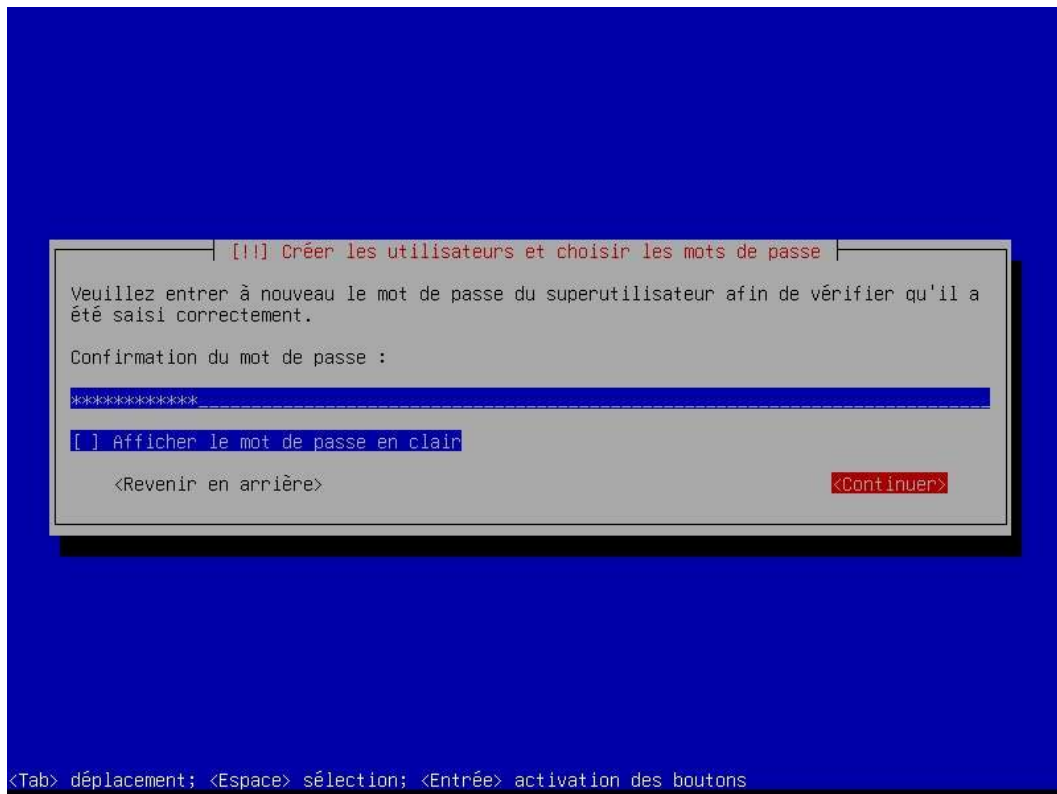 [!!] Créer les utilisateurs et choisir les mots de passe
Veuillez entrer à nouveau le mot de passe du superutilisateur afin de vérifier qu'il a
été saisi correctement.
Confirmation du mot de passe :
************
[ ] Afficher le mot de passe en clair
<Revenir en arrière> <Continuer>
<Tab> déplacement; <Espace> sélection; <Entrée> activation des boutons